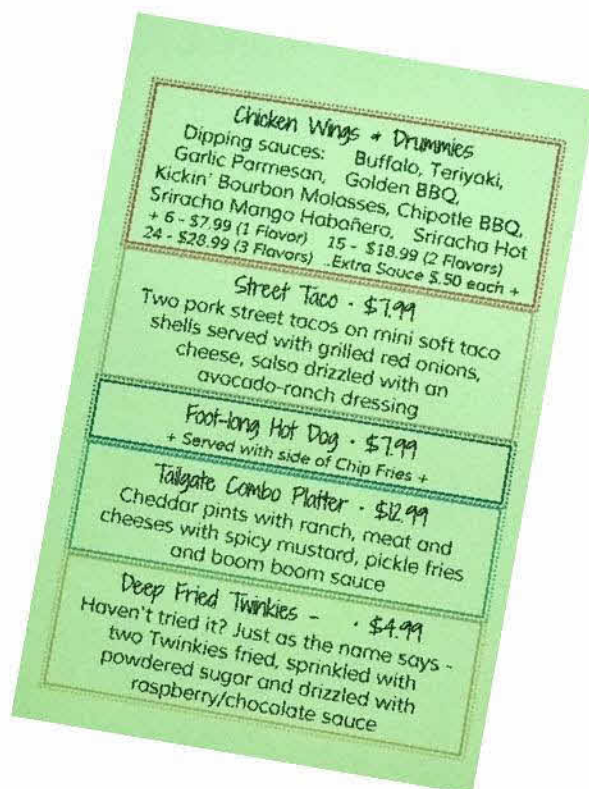 Chicken Wings + Drummies
Dipping sauces: Buffalo, Teriyaki,
Garlic Parmesan, Golden BBQ,
Kickin' Bourbon Molasses, Chipotle BBQ,
Sriracha Mango Habañero, Sriracha Hot
+ 6 - $7.99 (1 Flavor) 15 - $18.99 (2 Flavors)
24 - $28.99 (3 Flavors) ..Extra Sauce $.50 each +
Street Taco · $7.99
Two pork street tacos on mini soft taco
shells served with grilled red onions,
cheese, salsa drizzled with an
avocado-ranch dressing
Foot-long Hot Dog · $7.99
+ Served with side of Chip Fries +
Tailgate Combo Platter · $12.99
Cheddar pints with ranch, meat and
cheeses with spicy mustard, pickle fries
and boom boom sauce
Deep Fried Twinkies - · $4.99
Haven't tried it? Just as the name says -
two Twinkies fried, sprinkled with
powdered sugar and drizzled with
raspberry/chocolate sauce